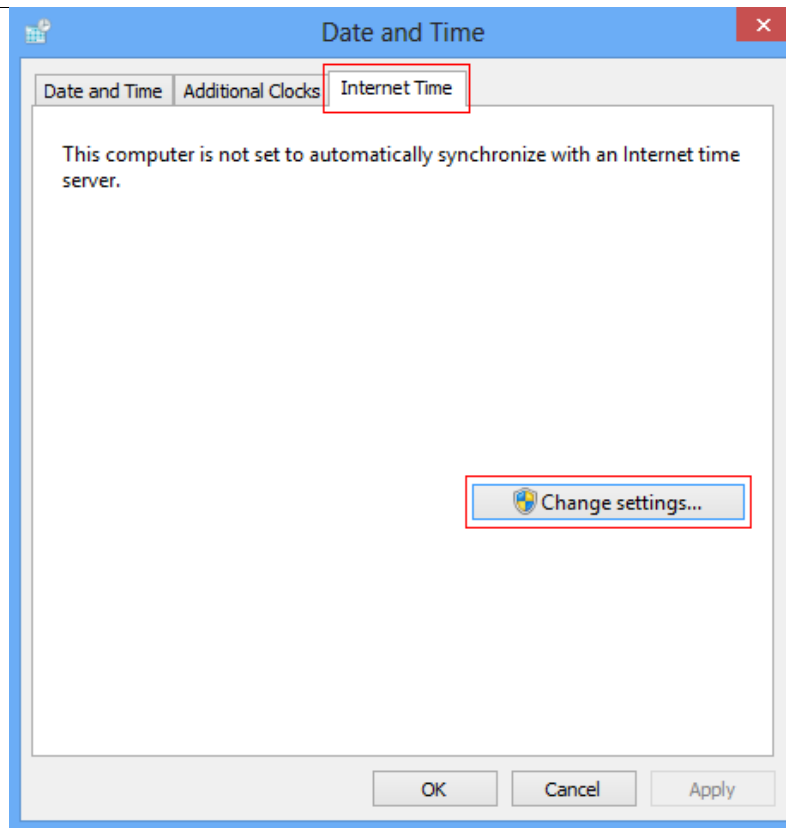 Date and Time
Date and Time Additional Clocks Internet Time
This computer is not set to automatically synchronize with an Internet time
server.
Change settings...
OK Cancel Apply